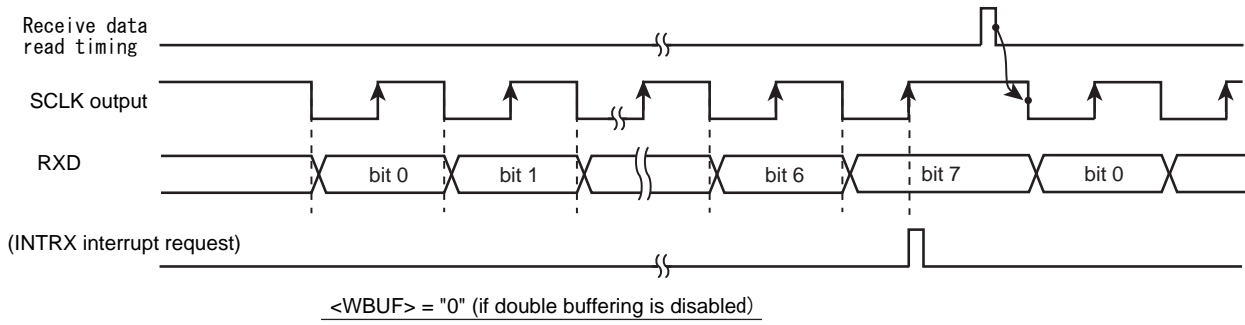 Receive data
read timing
SCLK output
RXD
bit 0 bit 1 bit 6 bit 7 bit 0
(INTRX interrupt request)
<WBUF> = "0" (if double buffering is disabled)